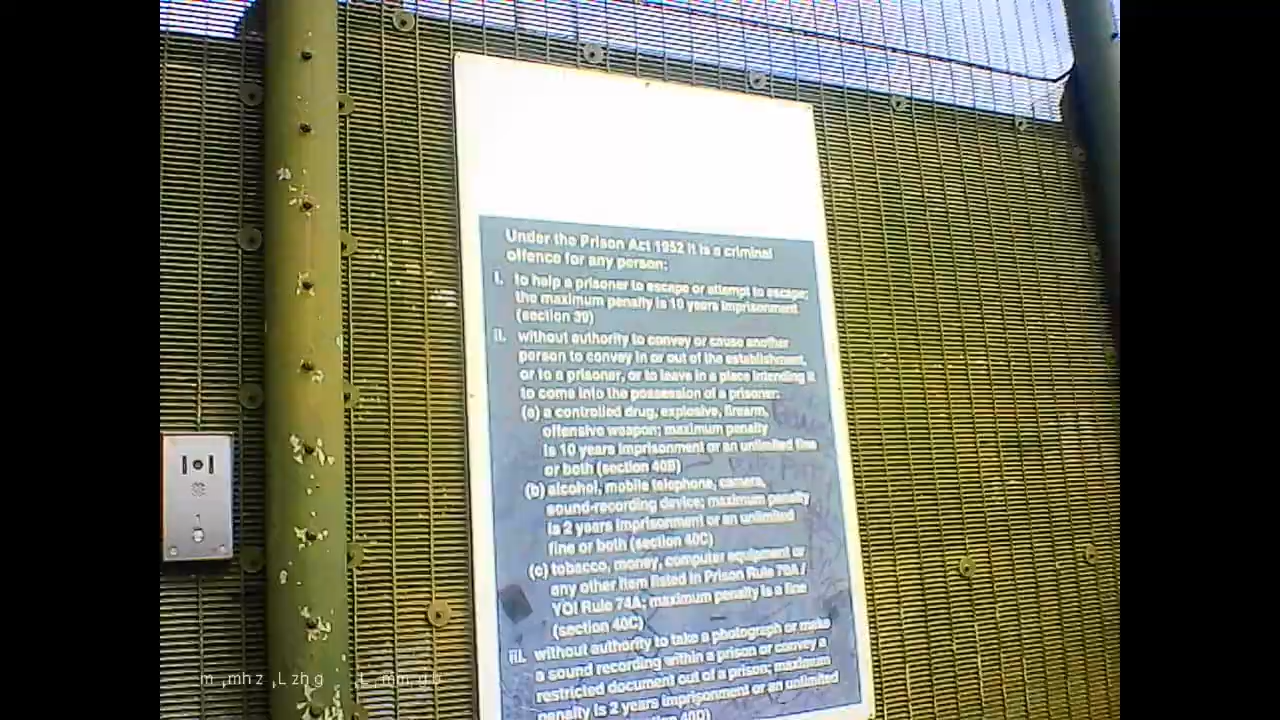 Under the Prison Act 1952 it is a criminal
offence for any person:
i. to help a prisoner to escape or attempt to escape;
the maximum penalty is 10 years imprisonment
(section 39)
ii. without authority to convey or cause another
person to convey in or out of the establishment,
or to a prisoner, or to leave in a place intending
to come into the possession of a prisoner:
(a) a controlled drug, explosive, firearm,
offensive weapon; maximum penalty
is 10 years imprisonment or an unlimited fine
or both (section 40B)
(b) alcohol, mobile telephone, camera,
sound-recording device; maximum penalty
is 2 years imprisonment or an unlimited
fine or both (section 40C)
(c) tobacco, money, computer equipment or
any other item listed in Prison Rule 70A /
YOI Rule 74A; maximum penalty is a fine
(section 40C)
iii. without authority to take a photograph or make
a sound recording within a prison or convey a
restricted document out of a prison; maximum
penalty is 2 years imprisonment or an unlimited
40D)